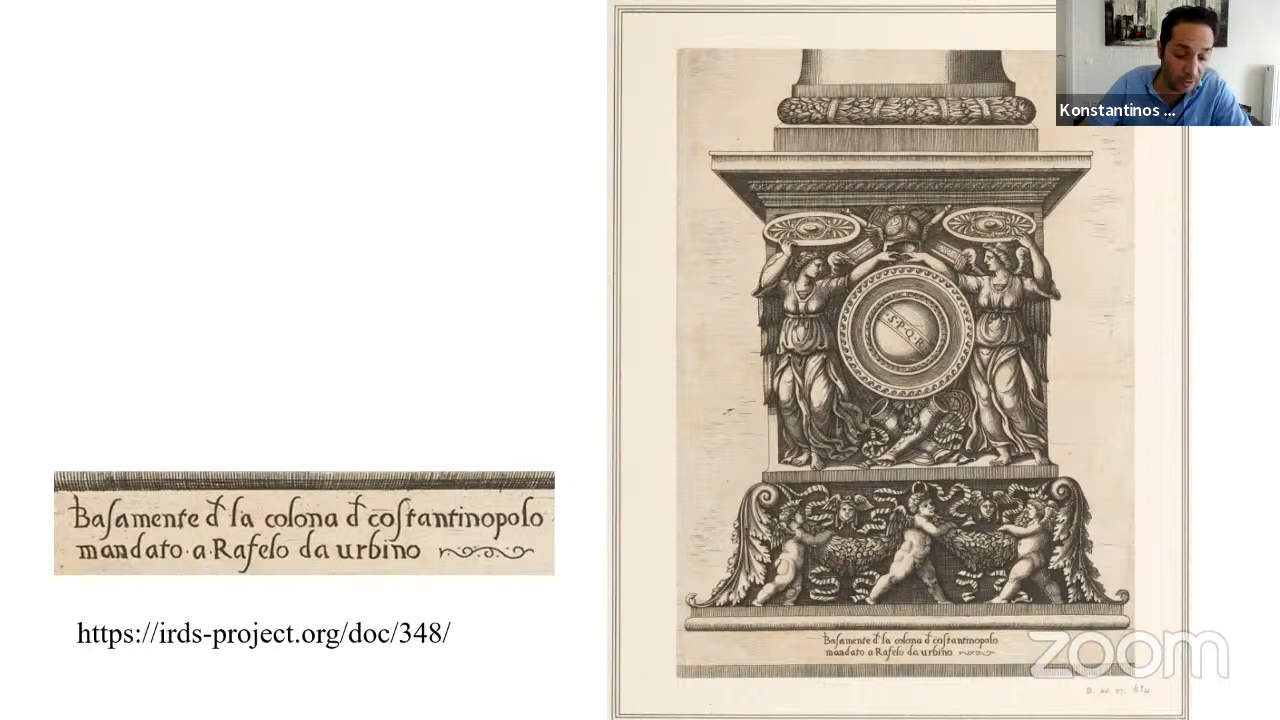 Konstantinos ...
S·P·Q·R
Basamente đ la colona đ costantinopolo
mandato·a·Rafelo da urbino
https://irds-project.org/doc/348/
Basamente đ la colona đ costantinopolo
mandato a Rafelo da urbino
zoom